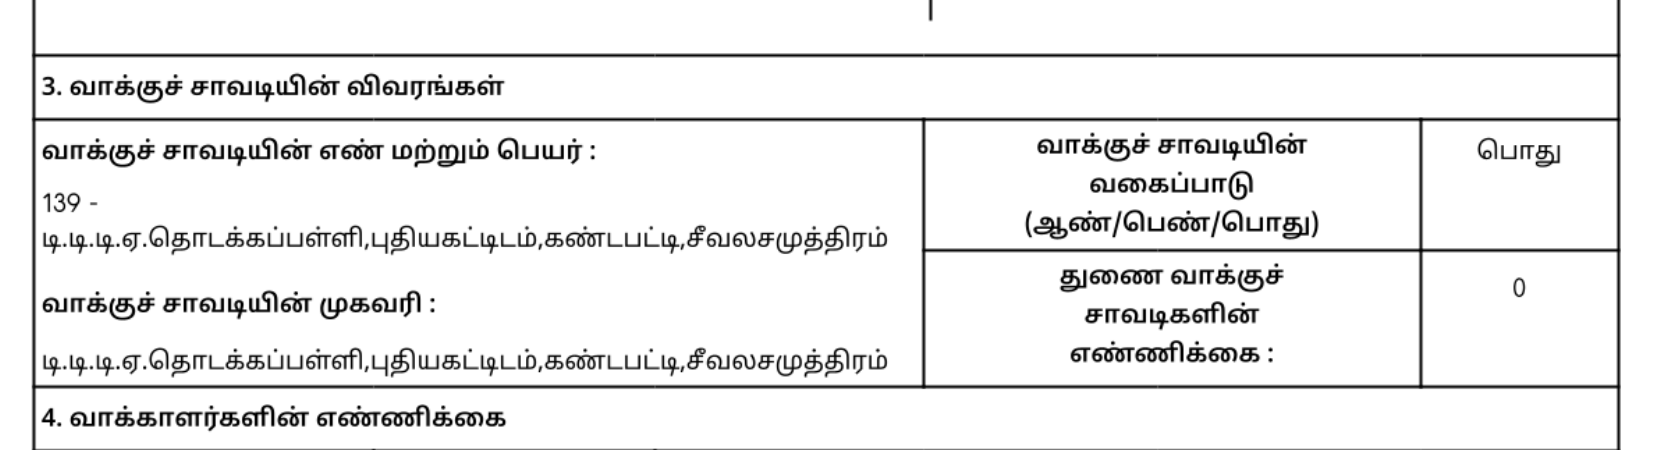 3. வாக்குச் சாவடியின் விவரங்கள்
வாக்குச் சாவடியின் எண் மற்றும் பெயர் :
139 -
டி.டி.டி.ஏ.தொடக்கப்பள்ளி,புதியகட்டிடம்,கண்டபட்டி,சீவலசமுத்திரம்
வாக்குச் சாவடியின் முகவரி :
டி.டி.டி.ஏ.தொடக்கப்பள்ளி,புதியகட்டிடம்,கண்டபட்டி,சீவலசமுத்திரம்
வாக்குச் சாவடியின்
வகைப்பாடு
(ஆண்/பெண்/பொது)
பொது
துணை வாக்குச்
சாவடிகளின்
எண்ணிக்கை :
0
4. வாக்காளர்களின் எண்ணிக்கை